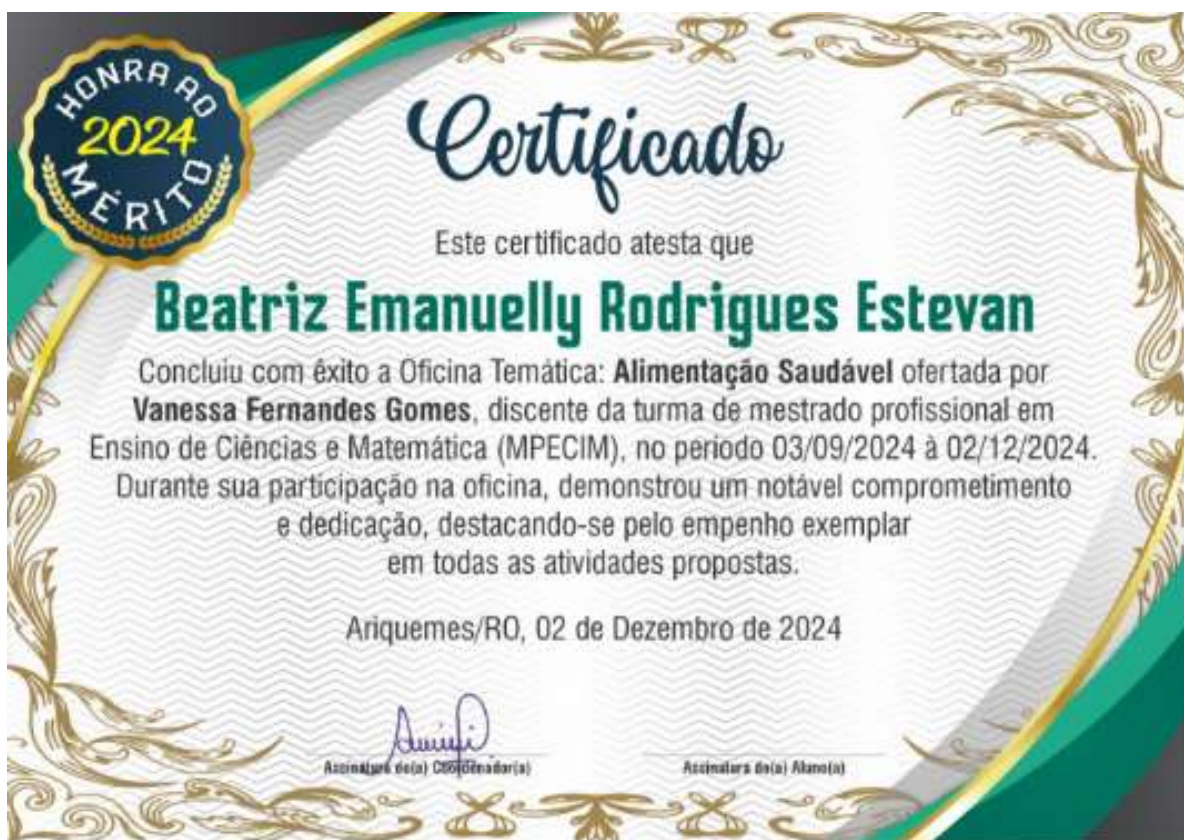 HONRA AO
2024
MÉRITO
Certificado
Este certificado atesta que
Beatriz Emanuelly Rodrigues Estevan
Concluiu com êxito a Oficina Temática: Alimentação Saudável ofertada por
Vanessa Fernandes Gomes, discente da turma de mestrado profissional em
Ensino de Ciências e Matemática (MPECIM), no período 03/09/2024 à 02/12/2024.
Durante sua participação na oficina, demonstrou um notável comprometimento
e dedicação, destacando-se pelo empenho exemplar
em todas as atividades propostas.
Ariquemes/RO, 02 de Dezembro de 2024
Assinatura do(a) Coordenador(a)
Assinatura do(a) Aluno(a)